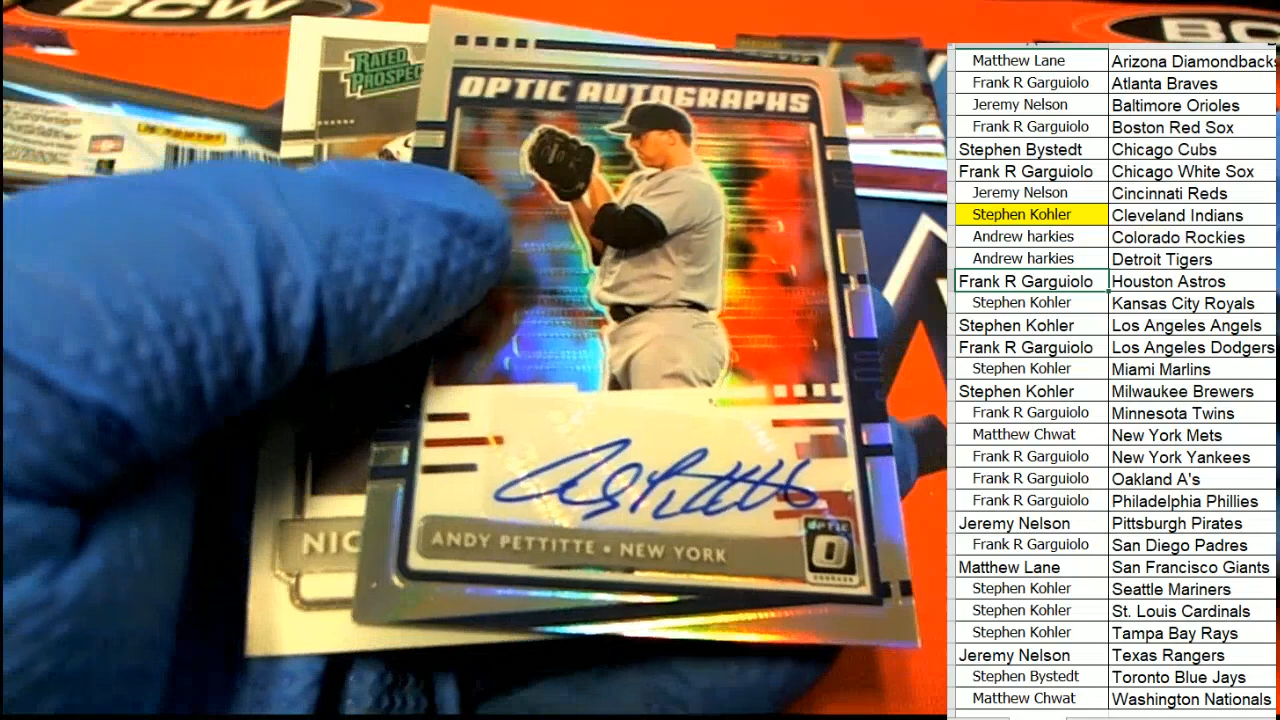 BCW
BC
RATED
PROSPEC
OPTIC AUTOGRAPHS
Andy Pettitte
ANDY PETTITTE • NEW YORK
OPTIC
NIC
Matthew Lane Arizona Diamondbacks
Frank R Garguiolo Atlanta Braves
Jeremy Nelson Baltimore Orioles
Frank R Garguiolo Boston Red Sox
Stephen Bystedt Chicago Cubs
Frank R Garguiolo Chicago White Sox
Jeremy Nelson Cincinnati Reds
Stephen Kohler Cleveland Indians
Andrew harkies Colorado Rockies
Andrew harkies Detroit Tigers
Frank R Garguiolo Houston Astros
Stephen Kohler Kansas City Royals
Stephen Kohler Los Angeles Angels
Frank R Garguiolo Los Angeles Dodgers
Stephen Kohler Miami Marlins
Stephen Kohler Milwaukee Brewers
Frank R Garguiolo Minnesota Twins
Matthew Chwat New York Mets
Frank R Garguiolo New York Yankees
Frank R Garguiolo Oakland A's
Frank R Garguiolo Philadelphia Phillies
Jeremy Nelson Pittsburgh Pirates
Frank R Garguiolo San Diego Padres
Matthew Lane San Francisco Giants
Stephen Kohler Seattle Mariners
Stephen Kohler St. Louis Cardinals
Stephen Kohler Tampa Bay Rays
Jeremy Nelson Texas Rangers
Stephen Bystedt Toronto Blue Jays
Matthew Chwat Washington Nationals